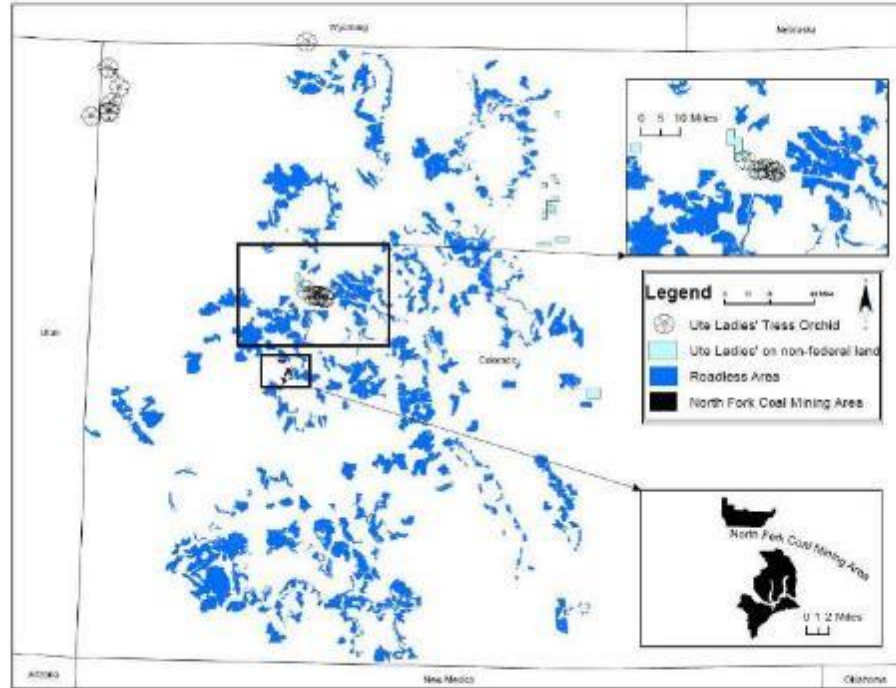 Wyoming
Nebraska
0 5 10 Miles
Legend
Ute Ladies' Tress Orchid
Ute Ladies' on non-federal land
Roadless Area
North Fork Coal Mining Area
Utah
Colorado
North Fork Coal Mining Area
0 1 2 Miles
Arizona
New Mexico
Oklahoma